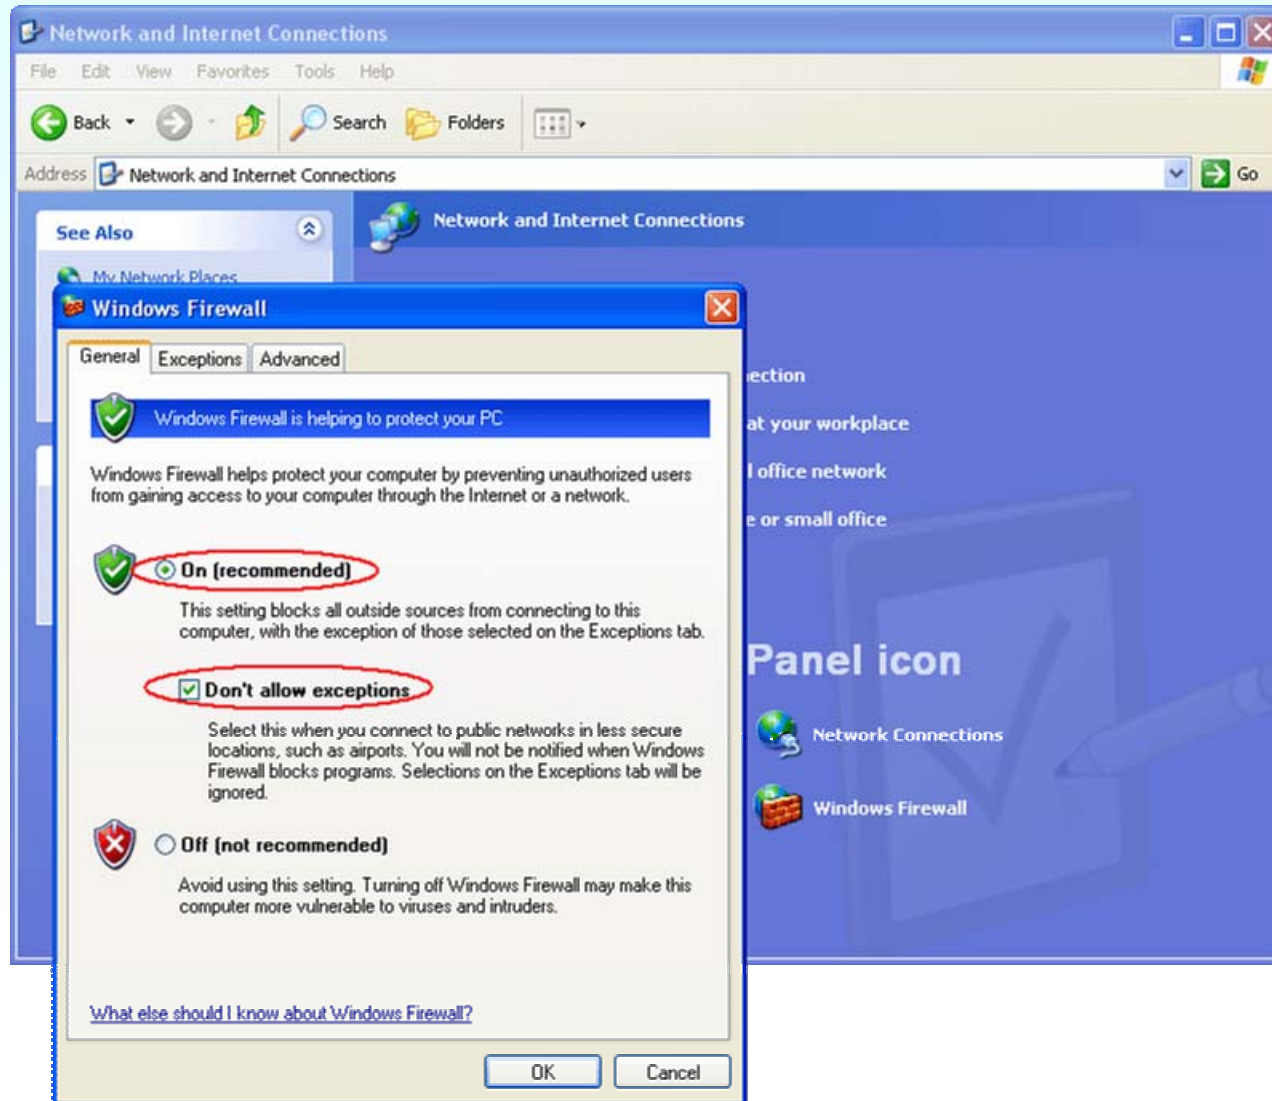 Network and Internet Connections
File Edit View Favorites Tools Help
Back Search Folders
Address Network and Internet Connections Go
See Also
Network and Internet Connections
My Network Places
Windows Firewall
General Exceptions Advanced
Windows Firewall is helping to protect your PC
Windows Firewall helps protect your computer by preventing unauthorized users
from gaining access to your computer through the Internet or a network.
On (recommended)
This setting blocks all outside sources from connecting to this
computer, with the exception of those selected on the Exceptions tab.
Don't allow exceptions
Select this when you connect to public networks in less secure
locations, such as airports. You will not be notified when Windows
Firewall blocks programs. Selections on the Exceptions tab will be
ignored.
Off (not recommended)
Avoid using this setting. Turning off Windows Firewall may make this
computer more vulnerable to viruses and intruders.
What else should I know about Windows Firewall?
OK Cancel
ection
at your workplace
l office network
e or small office
Panel icon
Network Connections
Windows Firewall